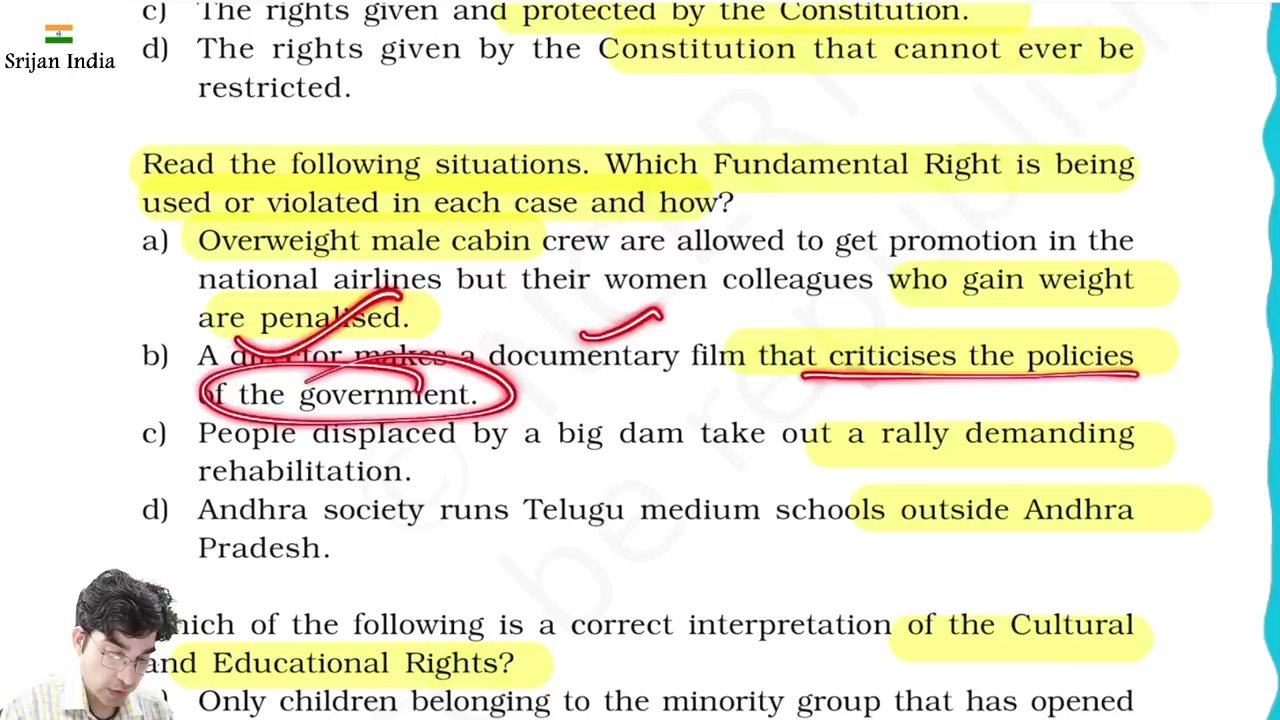 c) The rights given and protected by the Constitution.
Srijan India
d) The rights given by the Constitution that cannot ever be
restricted.
Read the following situations. Which Fundamental Right is being
used or violated in each case and how?
a) Overweight male cabin crew are allowed to get promotion in the
national airlines but their women colleagues who gain weight
are penalised.
b) A director makes a documentary film that criticises the policies
of the government.
c) People displaced by a big dam take out a rally demanding
rehabilitation.
d) Andhra society runs Telugu medium schools outside Andhra
Pradesh.
of the following is a correct interpretation of the Cultural
and Educational Rights?
Only children belonging to the minority group that has opened